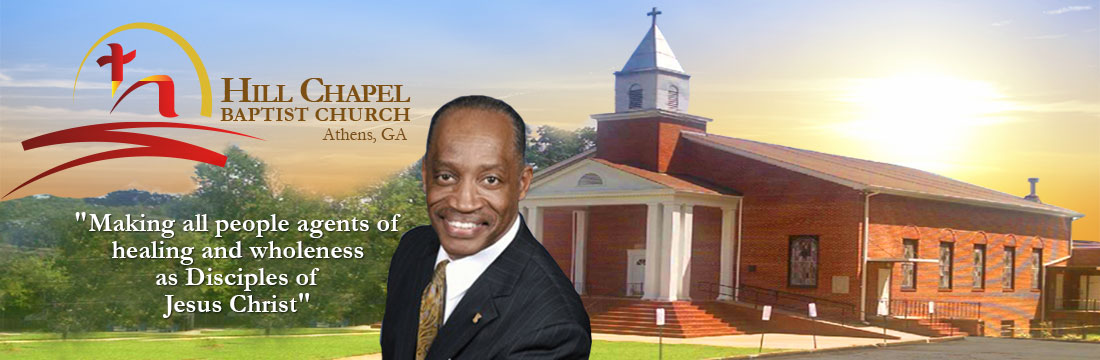 HILL CHAPEL
BAPTIST CHURCH
Athens, GA
"Making all people agents of
healing and wholeness
as Disciples of
Jesus Christ"